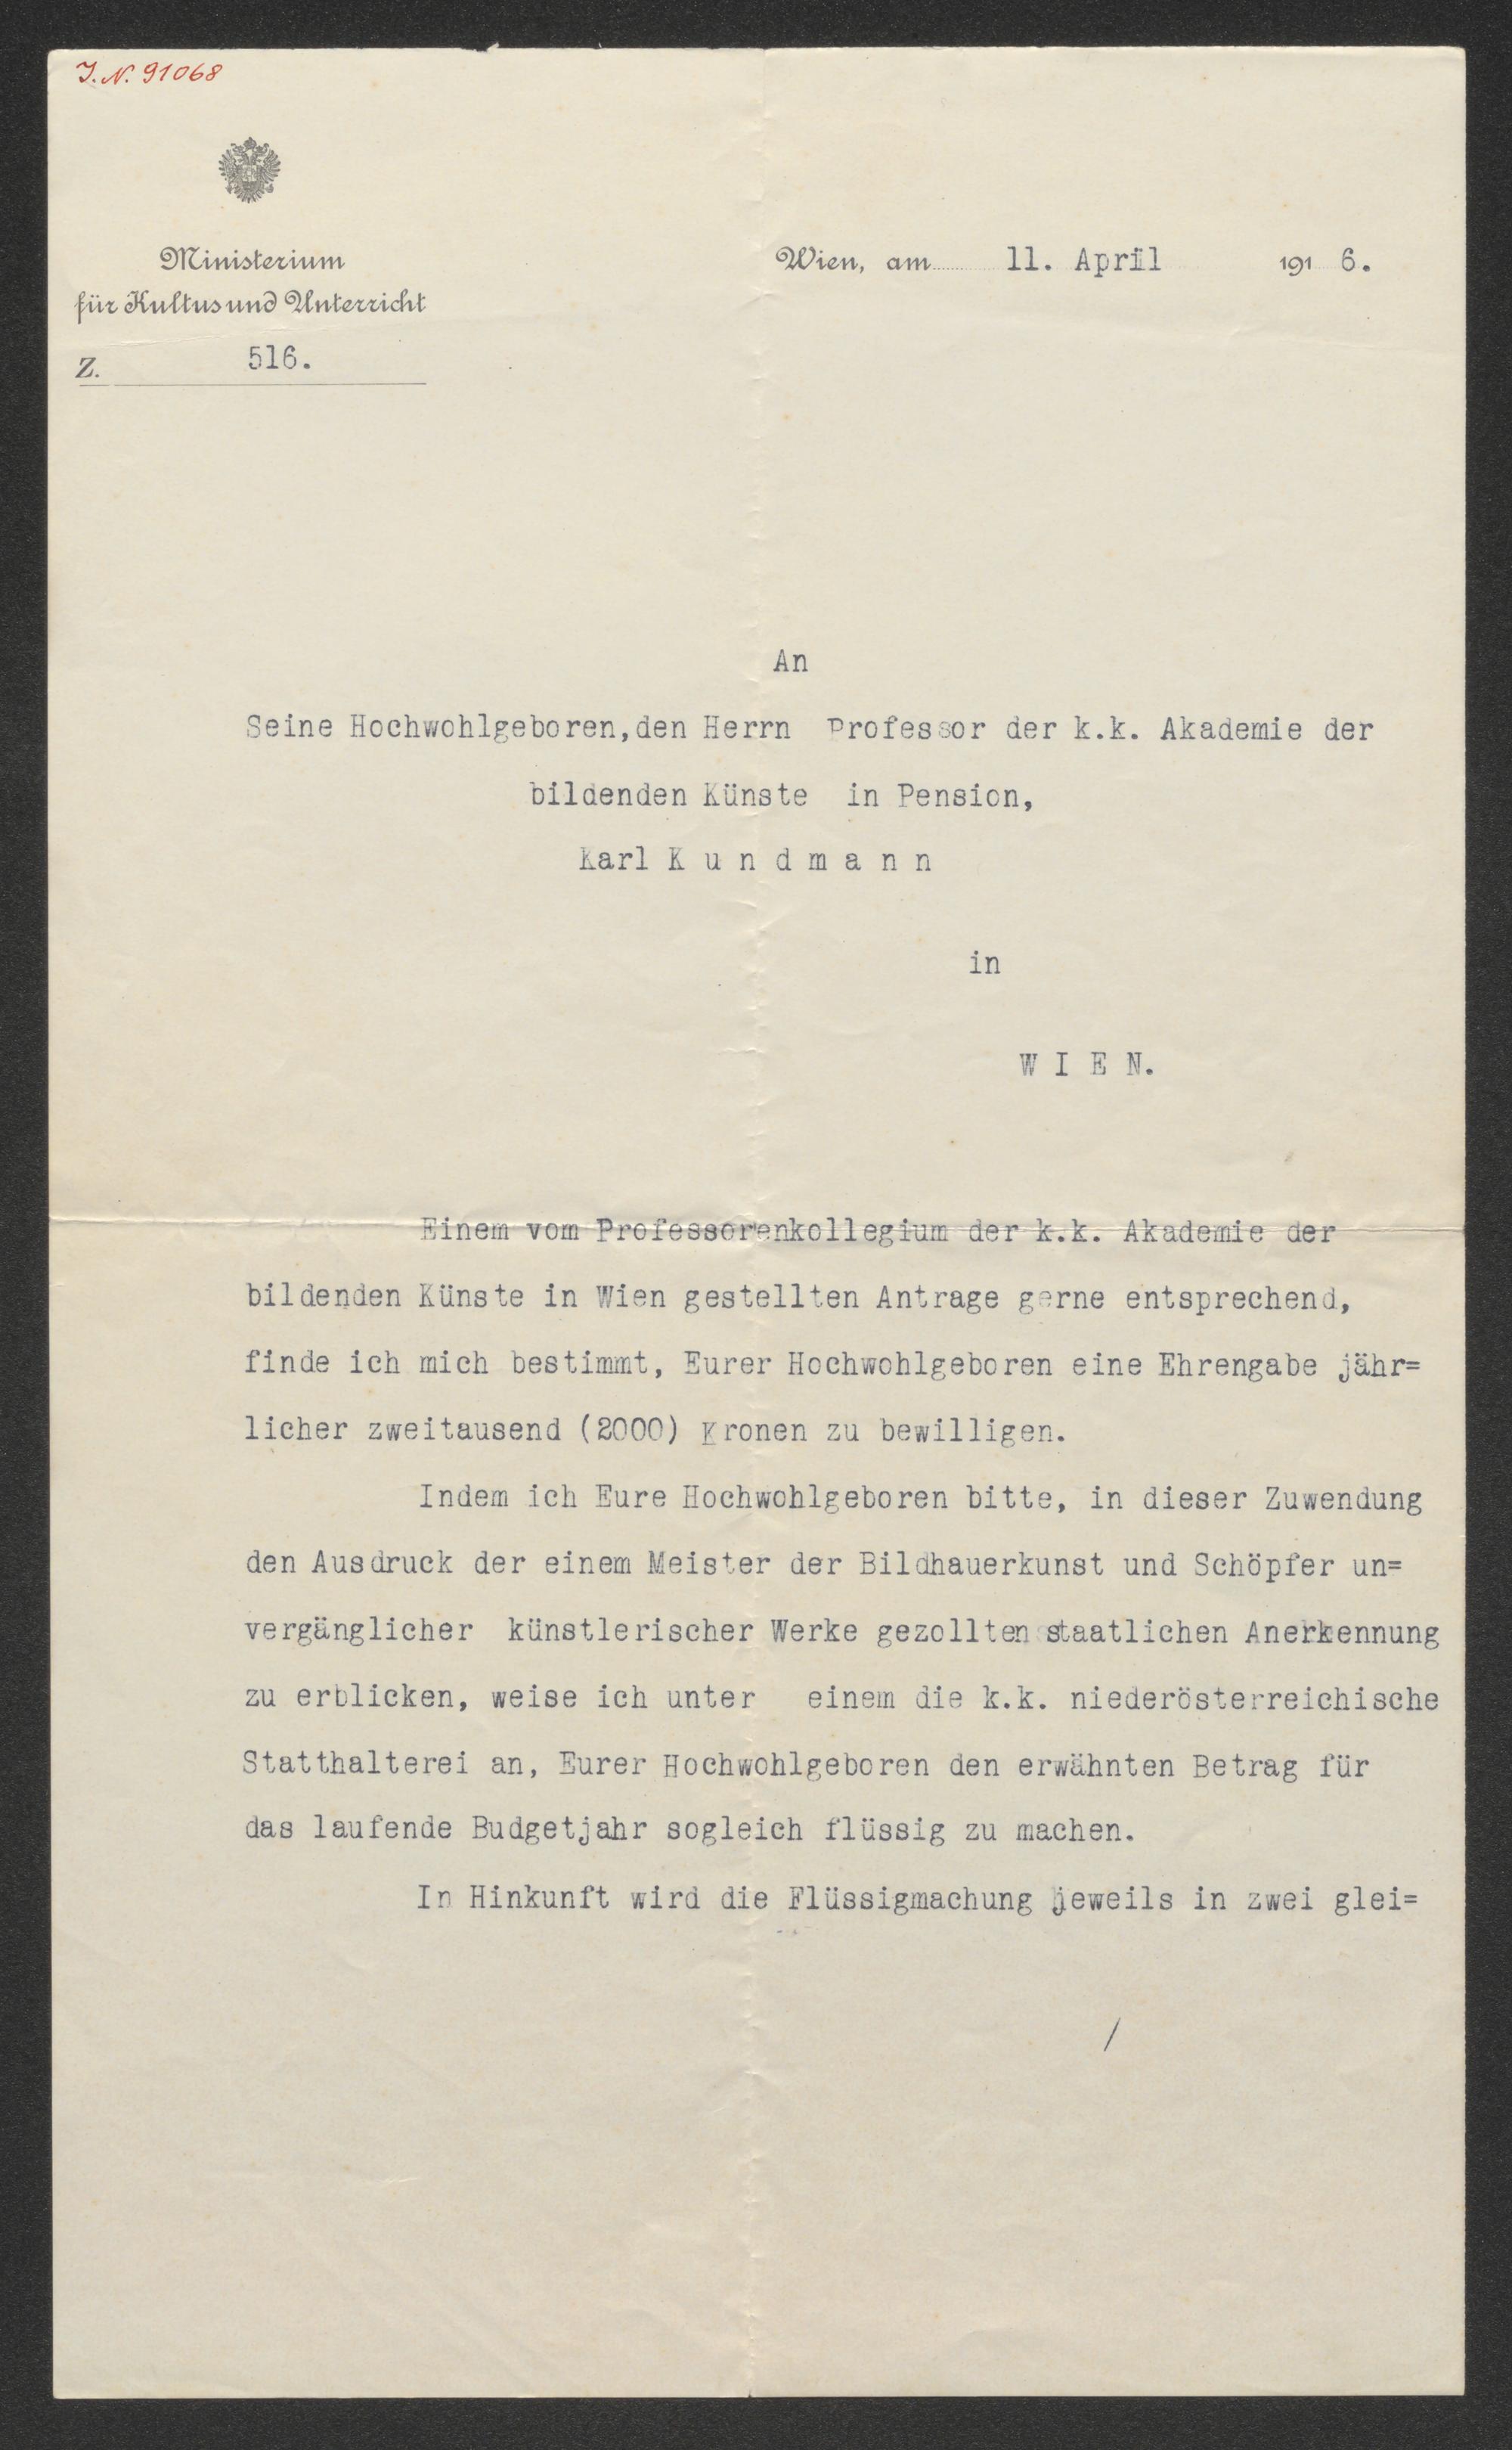 J. N. 91068
Ministerium
für Kultus und Unterricht
Z. 516.
Wien, am 11. April 1916.
An
Seine Hochwohlgeboren,den Herrn Professor der k.k. Akademie der
bildenden Künste in Pension,
Karl K u n d m a n n
in
W I E N.
Einem vom Professorenkollegium der k.k. Akademie der
bildenden Künste in Wien gestellten Antrage gerne entsprechend,
finde ich mich bestimmt, Eurer Hochwohlgeboren eine Ehrengabe jähr=
licher zweitausend (2000) Kronen zu bewilligen.
Indem ich Eure Hochwohlgeboren bitte, in dieser Zuwendung
den Ausdruck der einem Meister der Bildhauerkunst und Schöpfer un=
vergänglicher künstlerischer Werke gezollten staatlichen Anerkennung
zu erblicken, weise ich unter einem die k.k. niederösterreichische
Statthalterei an, Eurer Hochwohlgeboren den erwähnten Betrag für
das laufende Budgetjahr sogleich flüssig zu machen.
In Hinkunft wird die Flüssigmachung jeweils in zwei glei=
/